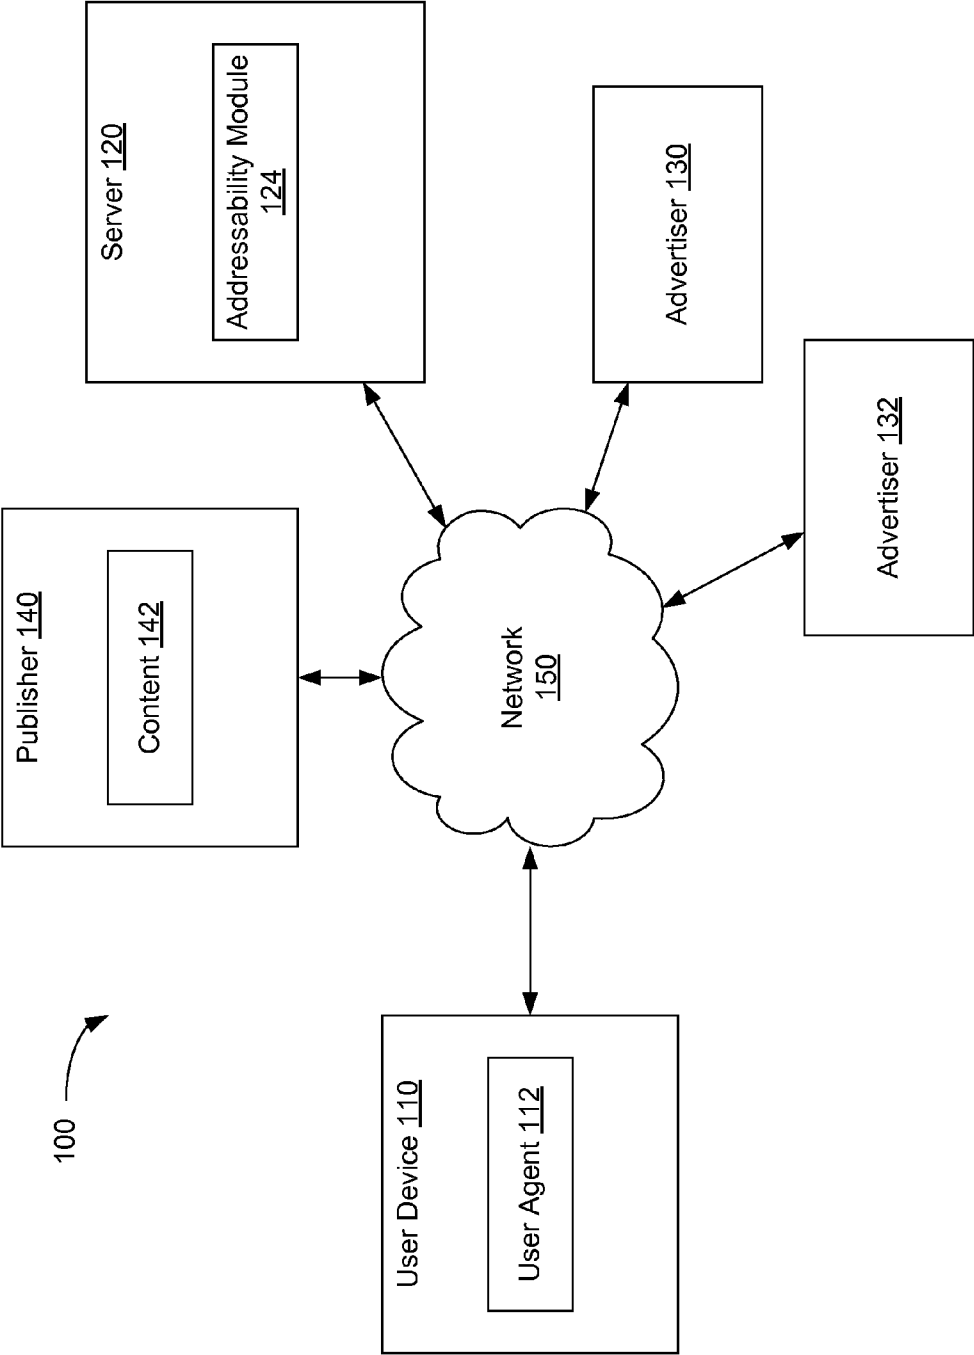 100
Publisher 140
Content 142
Server 120
Addressability Module
124
User Device 110
User Agent 112
Network
150
Advertiser 130
Advertiser 132